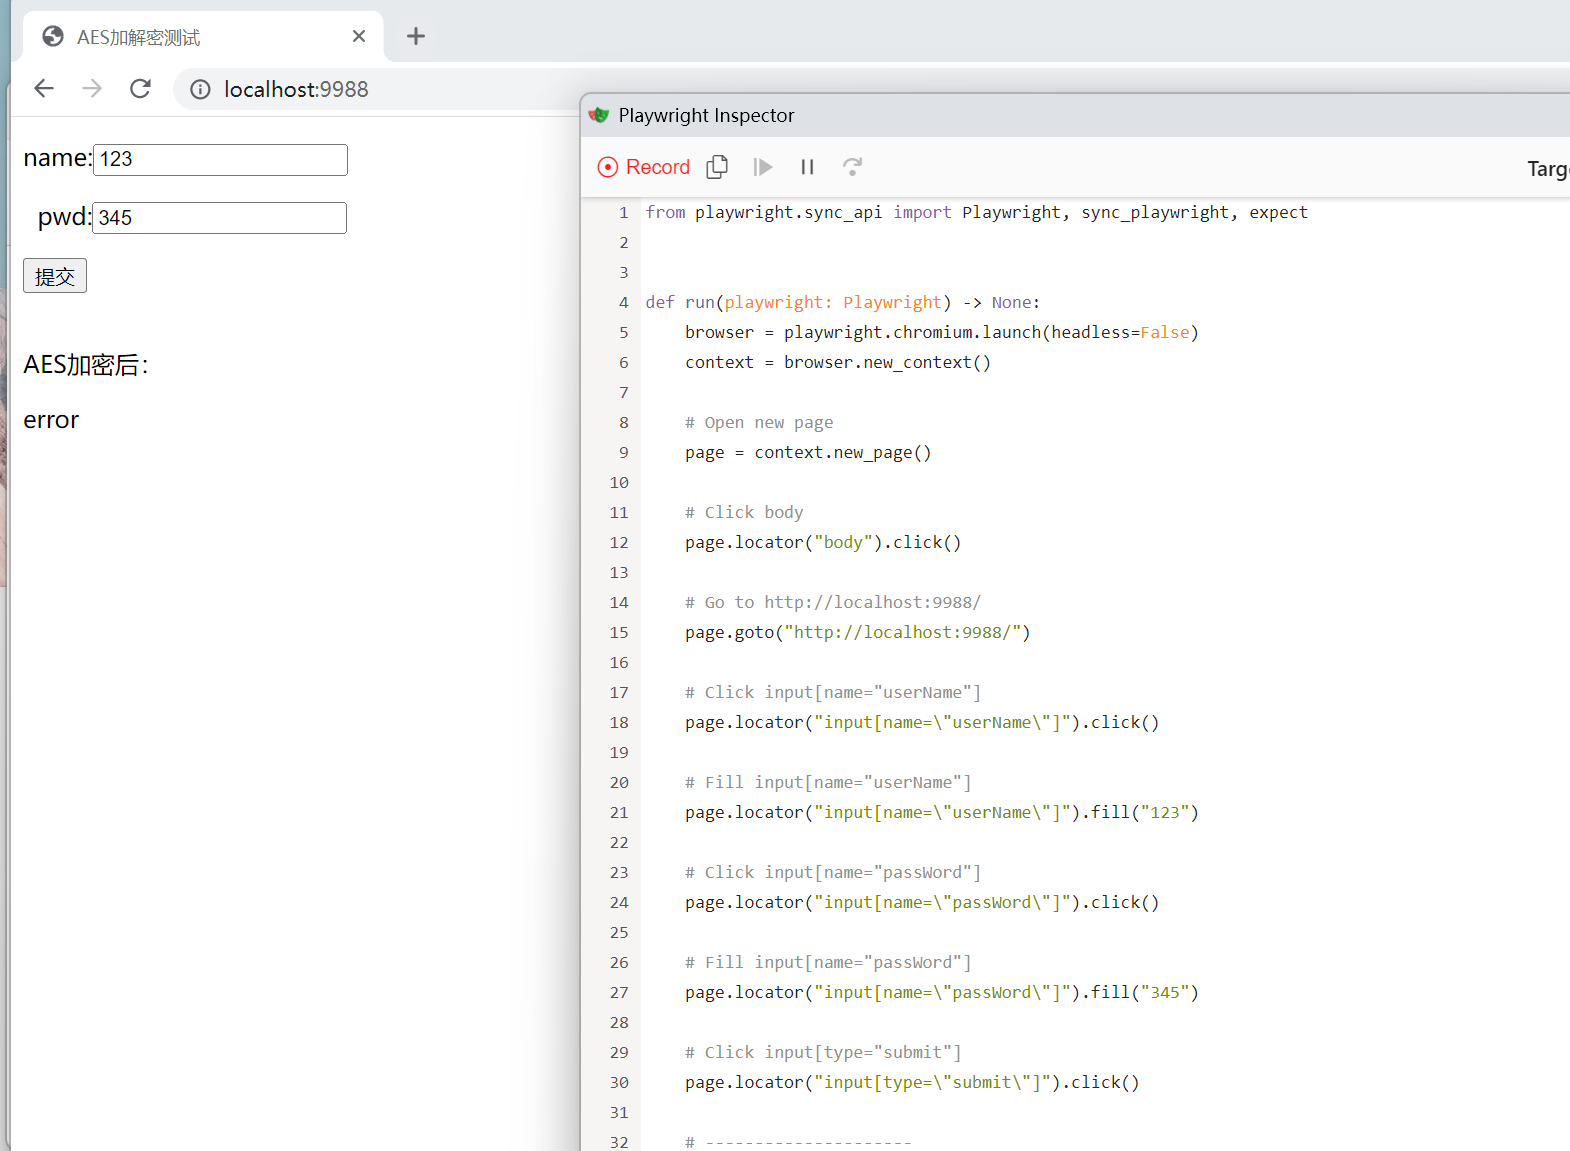 AES加解密测试
localhost:9988
name:123
pwd:345
提交
AES加密后：
error
Playwright Inspector
Record
1 from playwright.sync_api import Playwright, sync_playwright, expect
2
3
4 def run(playwright: Playwright) -> None:
5     browser = playwright.chromium.launch(headless=False)
6     context = browser.new_context()
7
8     # Open new page
9     page = context.new_page()
10
11     # Click body
12     page.locator("body").click()
13
14     # Go to http://localhost:9988/
15     page.goto("http://localhost:9988/")
16
17     # Click input[name="userName"]
18     page.locator("input[name=\"userName\"]").click()
19
20     # Fill input[name="userName"]
21     page.locator("input[name=\"userName\"]").fill("123")
22
23     # Click input[name="passWord"]
24     page.locator("input[name=\"passWord\"]").click()
25
26     # Fill input[name="passWord"]
27     page.locator("input[name=\"passWord\"]").fill("345")
28
29     # Click input[type="submit"]
30     page.locator("input[type=\"submit\"]").click()
31
32     # ---------------------